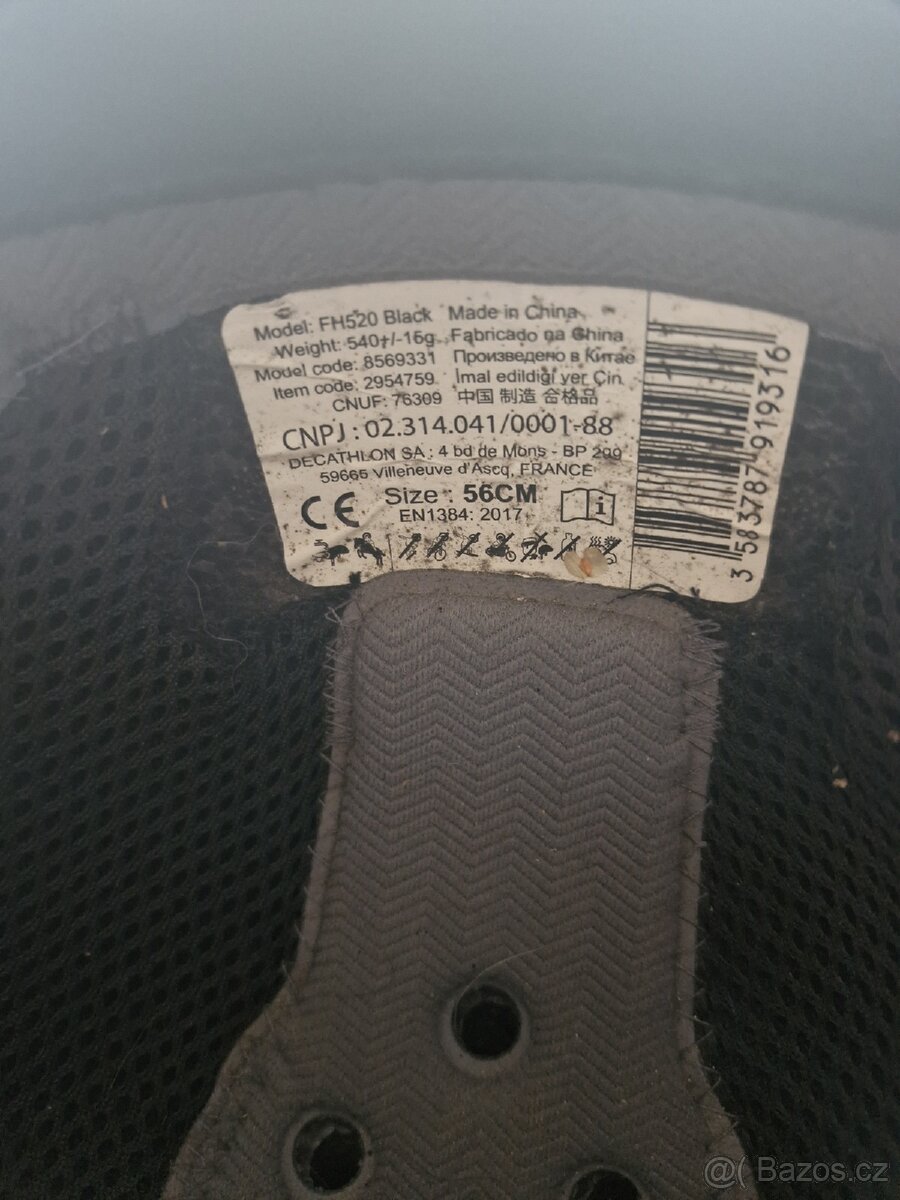 Model: FH520 Black
Weight: 540+/-15g
Model code: 8569331
Item code: 2954759
CNUF: 76309
Made in China
Fabricado na China
Произведено в Китае
İmal edildigi yer Çin
中国 制造 合格品
CNPJ : 02.314.041/0001-88
DECATHLON SA : 4 bd de Mons - BP 299
59665 Villeneuve d'Ascq, FRANCE
CE
Size : 56CM
EN1384: 2017
i
3 583787 919316
@( Bazos.cz